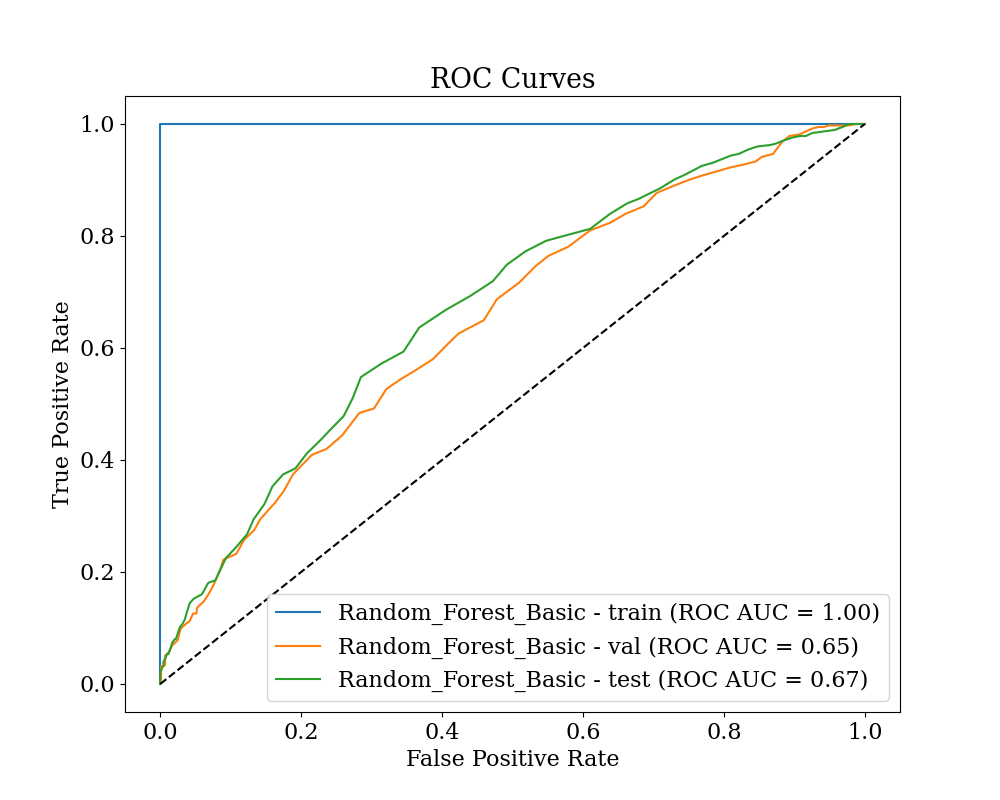 ROC Curves
1.0
0.8
0.6
0.4
0.2
0.0
True Positive Rate
Random_Forest_Basic - train (ROC AUC = 1.00)
Random_Forest_Basic - val (ROC AUC = 0.65)
Random_Forest_Basic - test (ROC AUC = 0.67)
0.0 0.2 0.4 0.6 0.8 1.0
False Positive Rate